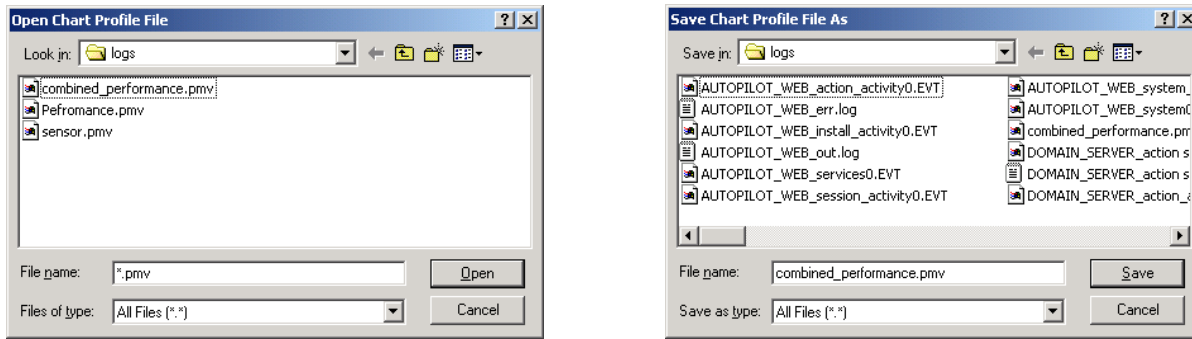 Open Chart Profile File
Look in: logs
combined_performance.pmv
Pefromance.pmv
sensor.pmv
File name: *.pmv
Open
Files of type: All Files (*.*)
Cancel
Save Chart Profile File As
Save in: logs
AUTOPILOT_WEB_action_activity0.EVT
AUTOPILOT_WEB_err.log
AUTOPILOT_WEB_install_activity0.EVT
AUTOPILOT_WEB_out.log
AUTOPILOT_WEB_services0.EVT
AUTOPILOT_WEB_session_activity0.EVT
AUTOPILOT_WEB_system_
AUTOPILOT_WEB_system0
combined_performance.pm
DOMAIN_SERVER_action s
DOMAIN_SERVER_action s
DOMAIN_SERVER_action_a
File name: combined_performance.pmv
Save
Save as type: All Files (*.*)
Cancel